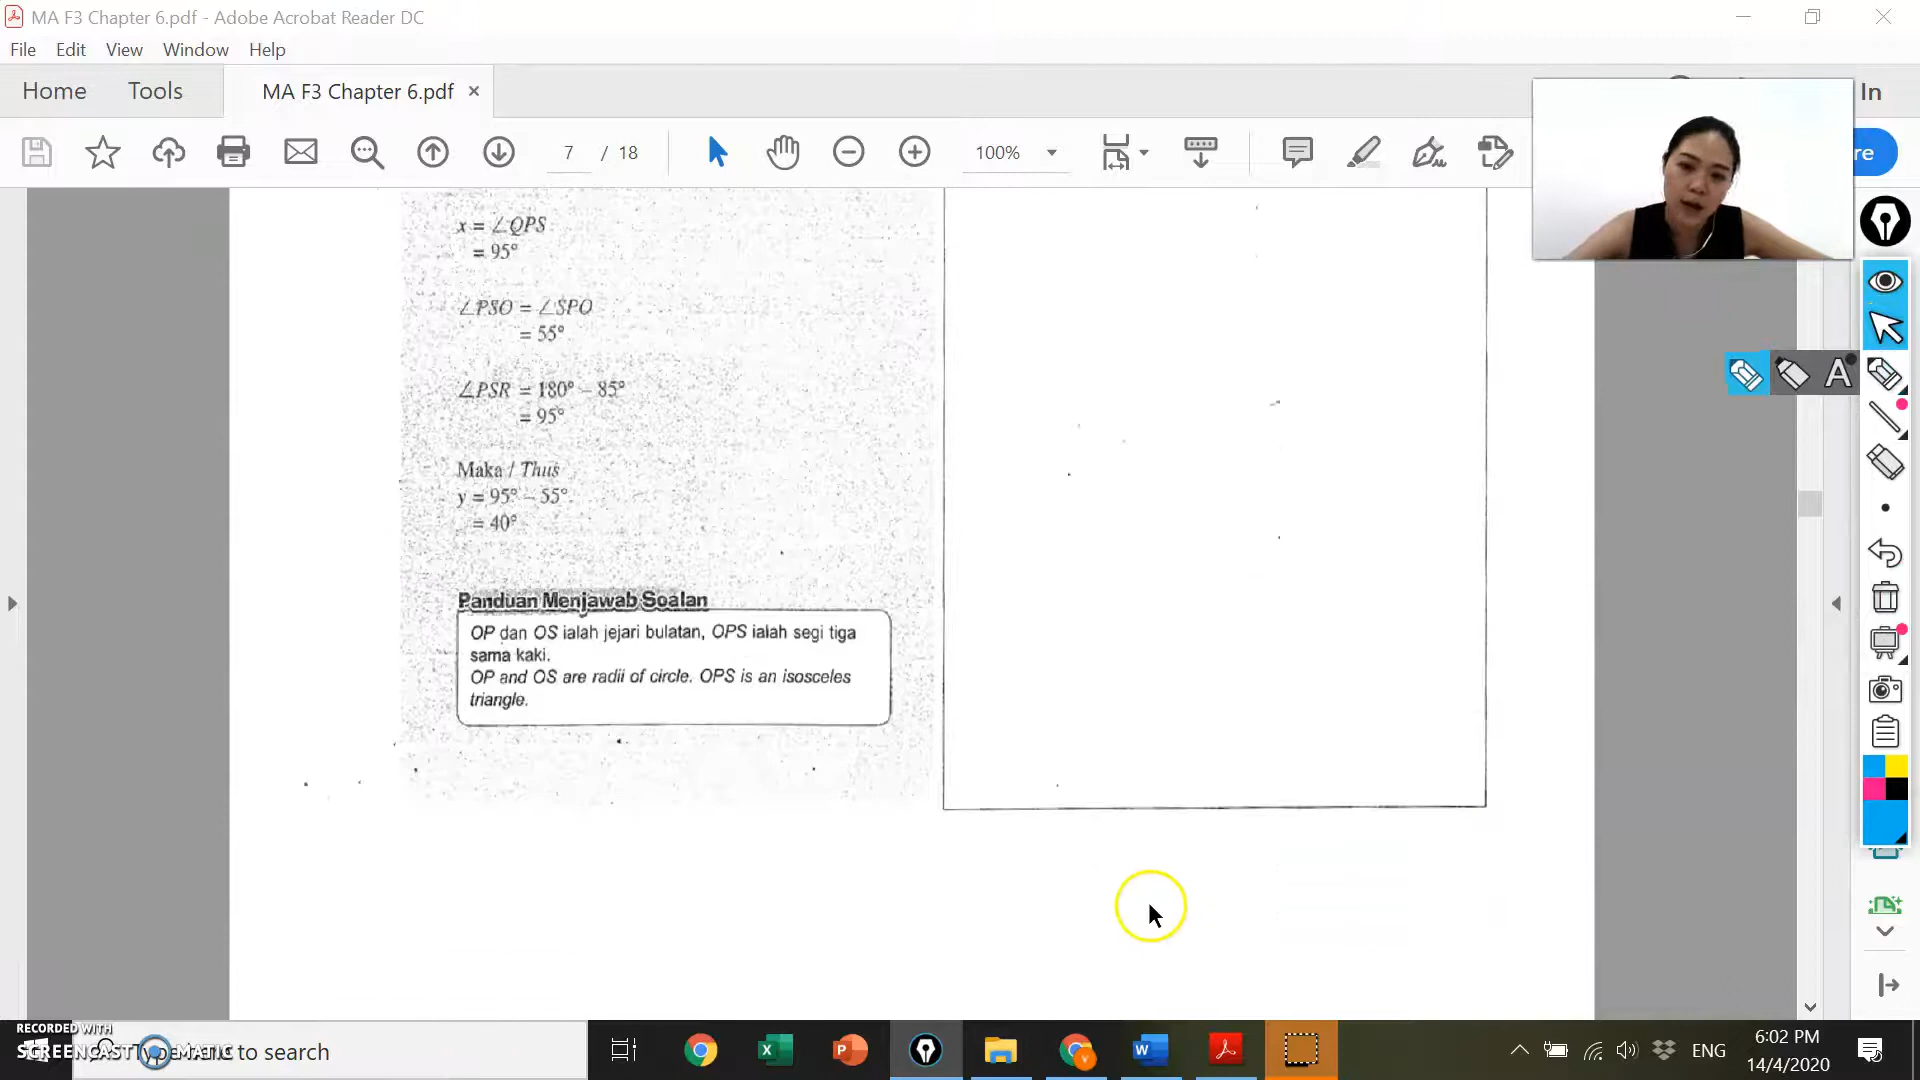 MA F3 Chapter 6.pdf - Adobe Acrobat Reader DC
File Edit View Window Help
Home Tools MA F3 Chapter 6.pdf × In
7 / 18 100% re
x = ∠QPS
= 95°
∠PSO = ∠SPO
= 55°
∠PSR = 180° – 85°
= 95°
Maka / Thus
y = 95° – 55°
= 40°
Panduan Menjawab Soalan
OP dan OS ialah jejari bulatan, OPS ialah segi tiga
sama kaki.
OP and OS are radii of circle. OPS is an isosceles
triangle.
A
RECORDED WITH
SCREENCAST MATIC
to search
ENG
6:02 PM
14/4/2020